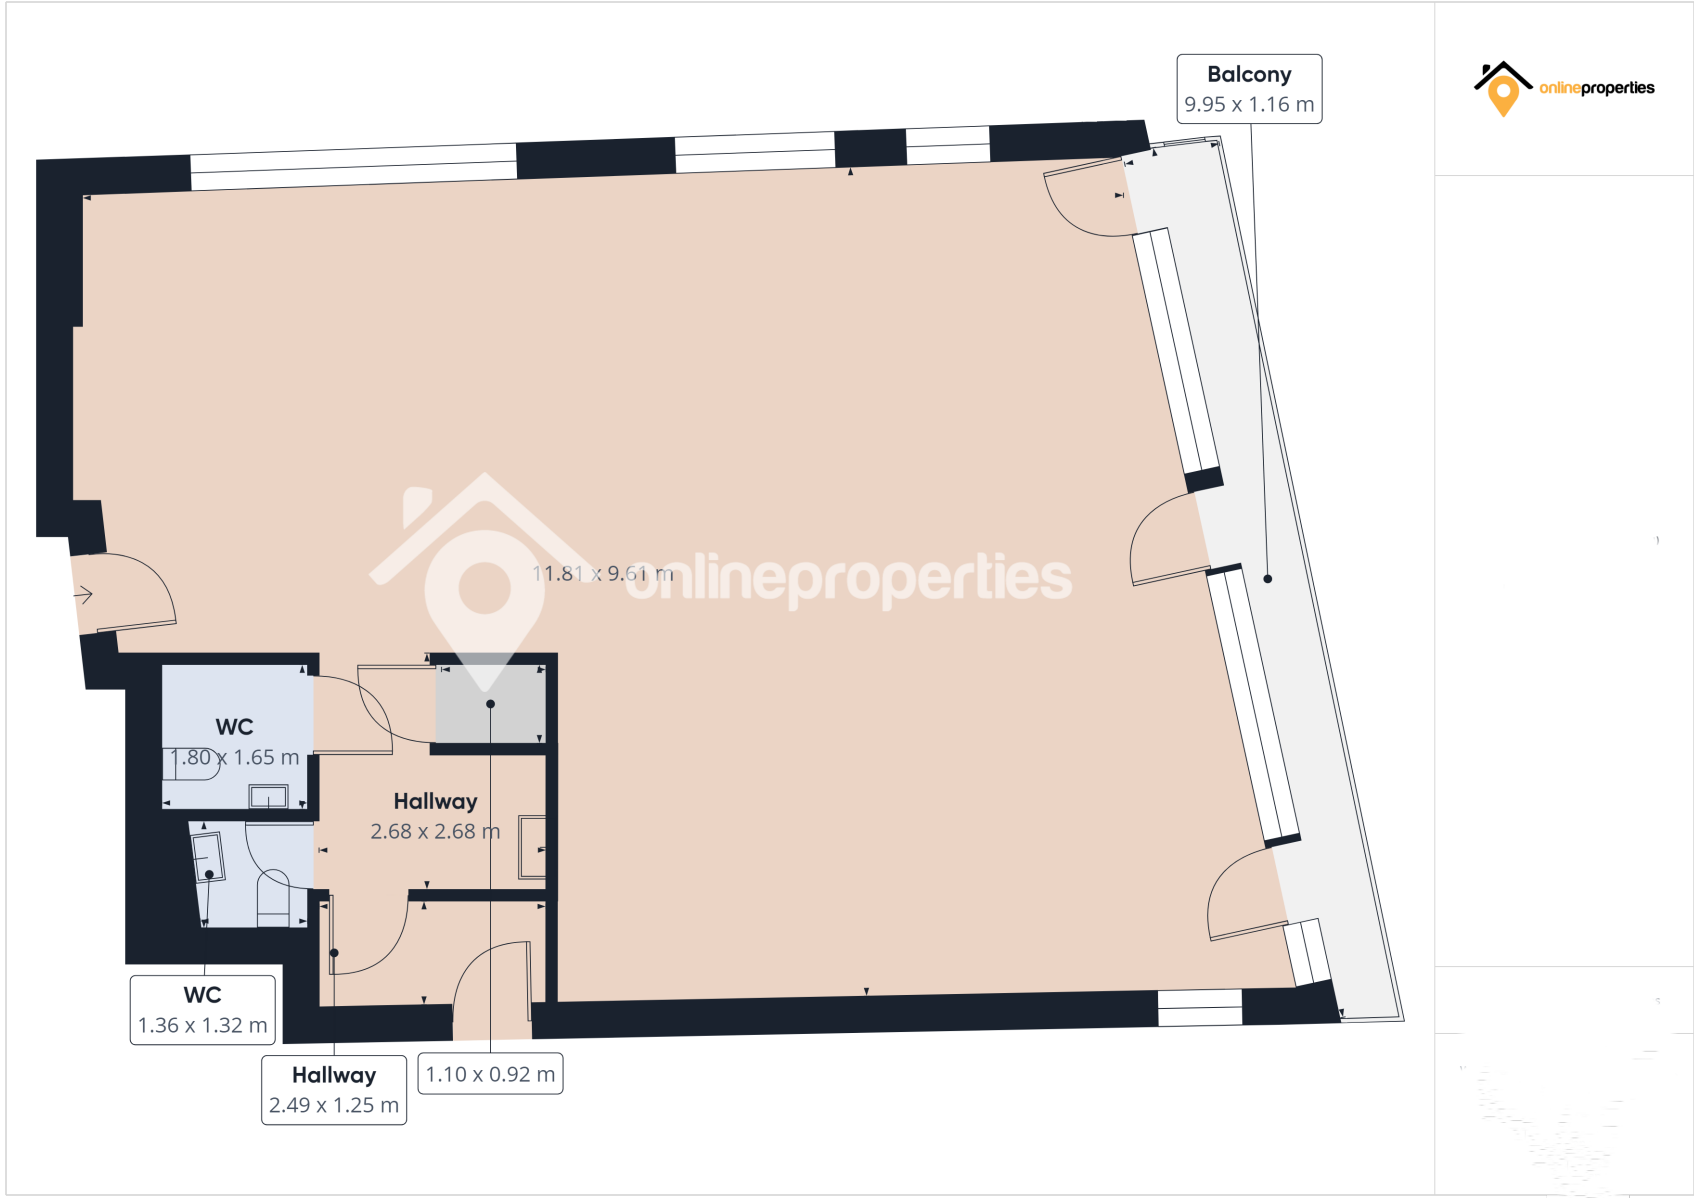 Balcony
9.95 x 1.16 m
onlineproperties
11.81 x 9.61 m
onlineproperties
WC
1.80 x 1.65 m
Hallway
2.68 x 2.68 m
WC
1.36 x 1.32 m
Hallway
2.49 x 1.25 m
1.10 x 0.92 m